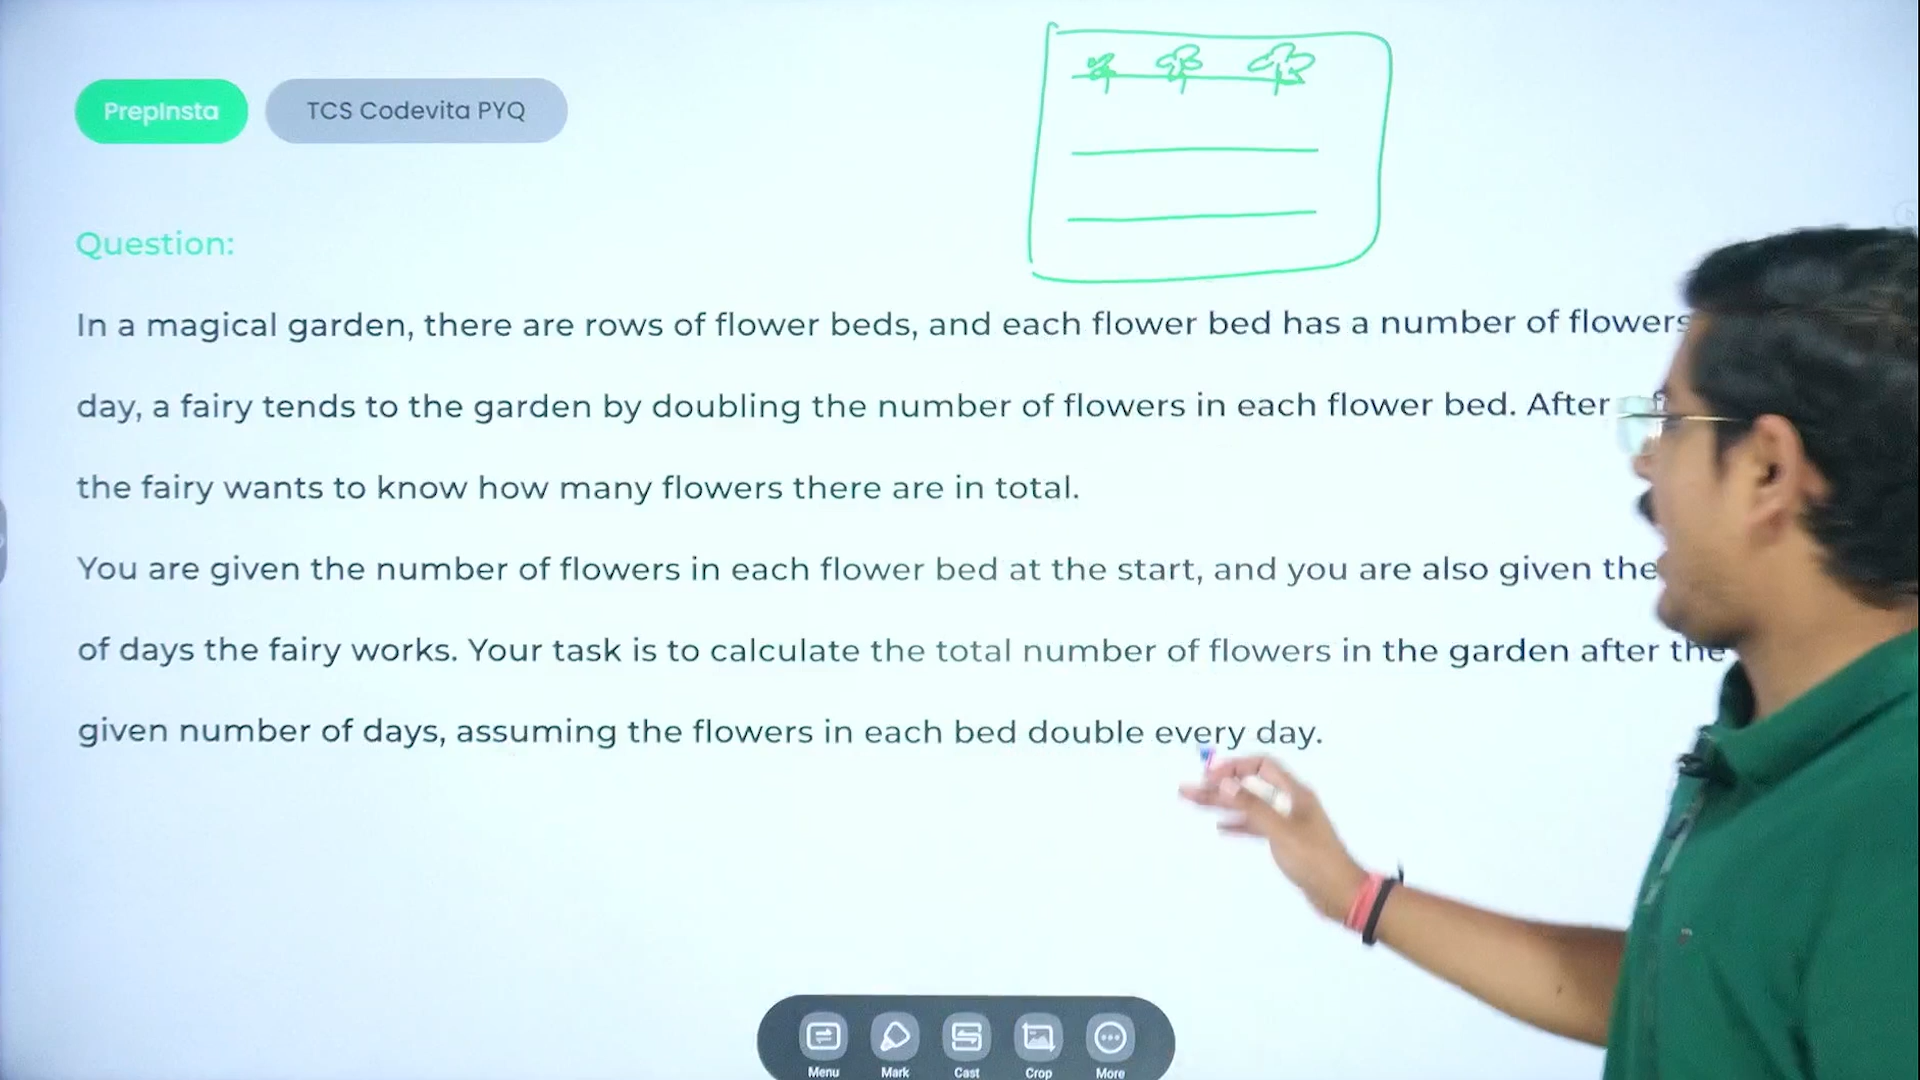 PrepInsta
TCS Codevita PYQ
Question:
In a magical garden, there are rows of flower beds, and each flower bed has a number of flowers
day, a fairy tends to the garden by doubling the number of flowers in each flower bed. After
the fairy wants to know how many flowers there are in total.
You are given the number of flowers in each flower bed at the start, and you are also given the
of days the fairy works. Your task is to calculate the total number of flowers in the garden after the
given number of days, assuming the flowers in each bed double every day.
Menu Mark Cast Crop More